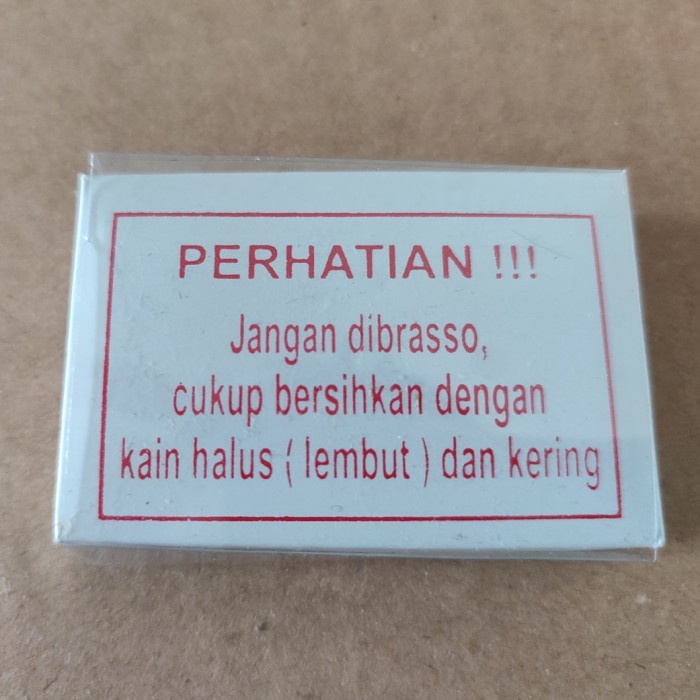 PERHATIAN !!!
Jangan dibrasso,
cukup bersihkan dengan
kain halus ( lembut ) dan kering